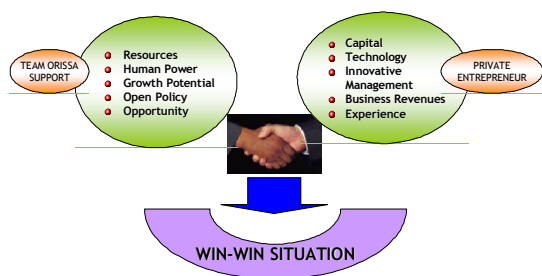 TEAM ORISSA
SUPPORT
Resources
Human Power
Growth Potential
Open Policy
Opportunity
Capital
Technology
Innovative
Management
Business Revenues
Experience
PRIVATE
ENTREPRENEUR
WIN-WIN SITUATION